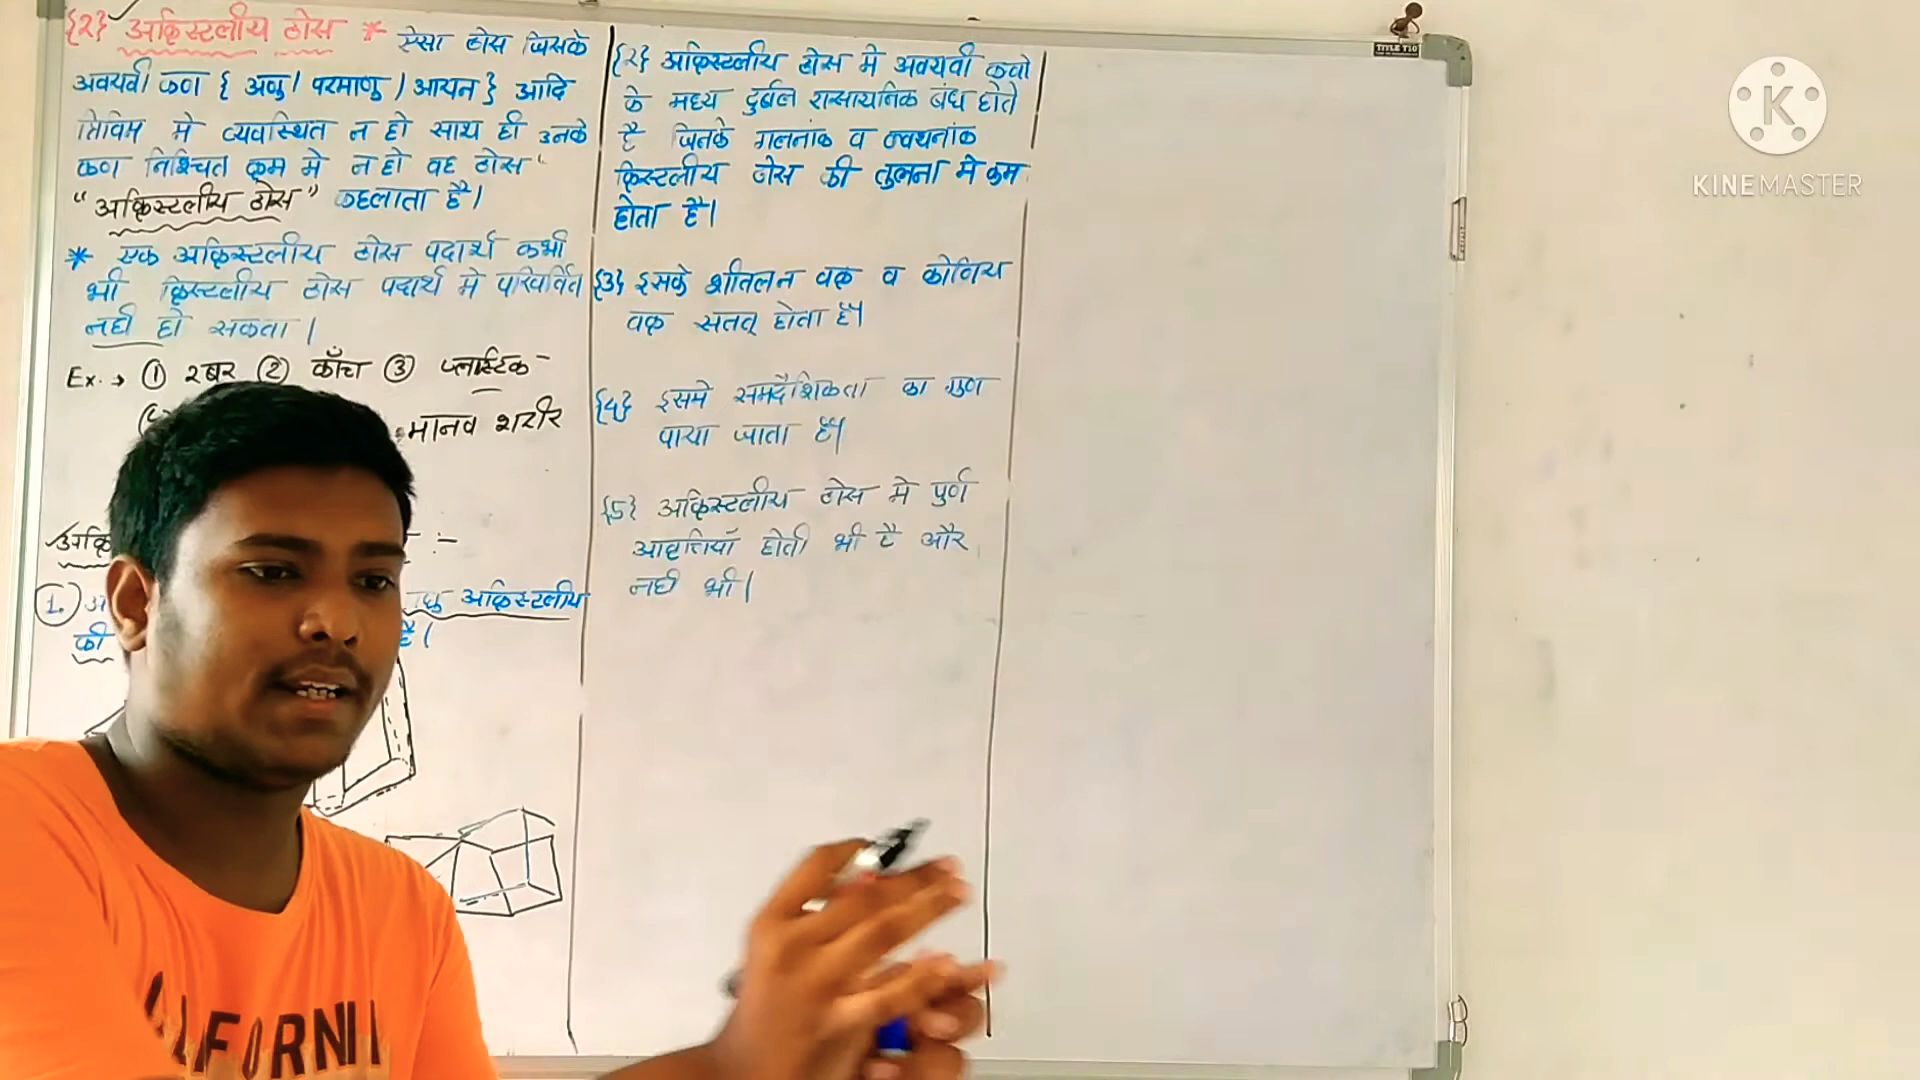 {2} अक्रिस्टलीय ठोस * ऐसा ठोस जिसके
अवयवी कण { अणु / परमाणु / आयन } आदि
त्रिविम मे व्यवस्थित न हो साथ ही उनके
कण निश्चित क्रम मे न हो वह ठोस "
"अक्रिस्टलीय ठोस" कहलाता है।
* एक अक्रिस्टलीय ठोस पदार्थ कभी
भी क्रिस्टलीय ठोस पदार्थ मे परिवर्तित
नही हो सकता।
Ex. → ① रबर ② काँच ③ प्लास्टिक
मानव शरीर
:-
1.
अक्रिस्टलीय
की
है।
{2} अक्रिस्टलीय ठोस मे अवयवी कणो
के मध्य दुर्बल रासायनिक बंध होते
है जिनके गलनांक व क्वथनांक
क्रिस्टलीय ठोस की तुलना मे कम
होता है।
{3} इसके शीतलन वक्र व
वक्र सतत् होता है।
{4} इसमे समदैशिकता का गुण
पाया जाता है।
{5} अक्रिस्टलीय ठोस मे पुर्ण
होती भी है और
नही भी।
TITLE T10
K
KINEMASTER
CALIFORNIA